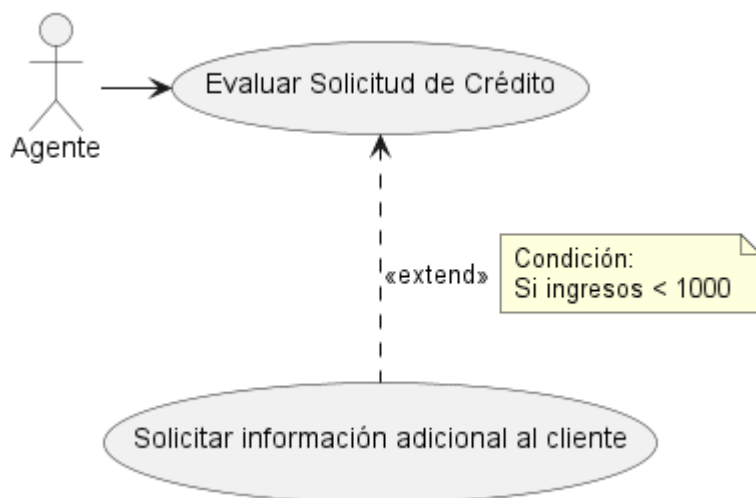 Evaluar Solicitud de Crédito
Agente
«extend»
Condición:
Si ingresos < 1000
Solicitar información adicional al cliente